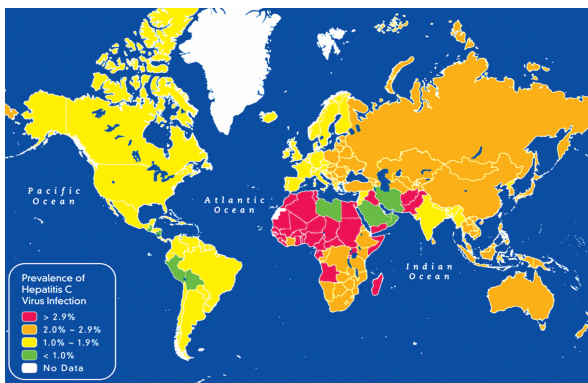 Pacific
Ocean
Atlantic
Ocean
Indian
Ocean
Prevalence of
Hepatitis C
Virus Infection
> 2.9%
2.0% – 2.9%
1.0% – 1.9%
< 1.0%
No Data